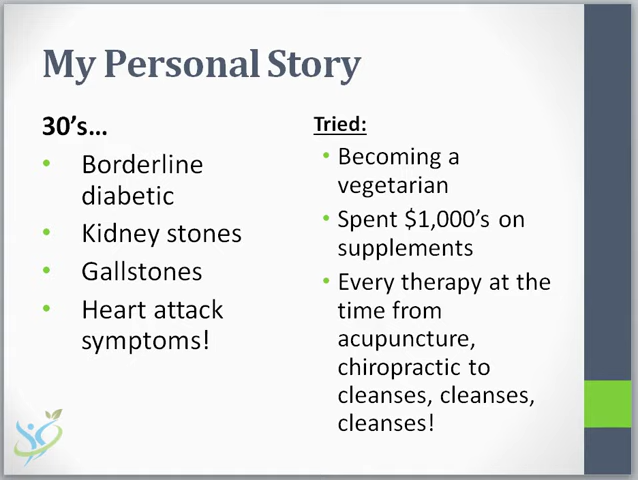 My Personal Story
30’s…
• Borderline
diabetic
• Kidney stones
• Gallstones
• Heart attack
symptoms!
Tried:
• Becoming a
vegetarian
• Spent $1,000’s on
supplements
• Every therapy at the
time from
acupuncture,
chiropractic to
cleanses, cleanses,
cleanses!